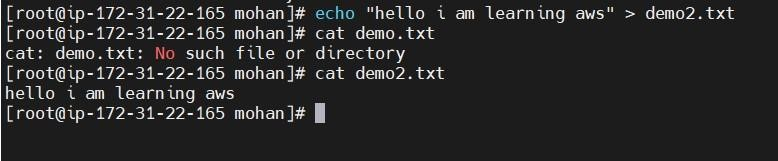 [root@ip-172-31-22-165 mohan]# echo "hello i am learning aws" > demo2.txt
[root@ip-172-31-22-165 mohan]# cat demo.txt
cat: demo.txt: No such file or directory
[root@ip-172-31-22-165 mohan]# cat demo2.txt
hello i am learning aws
[root@ip-172-31-22-165 mohan]#